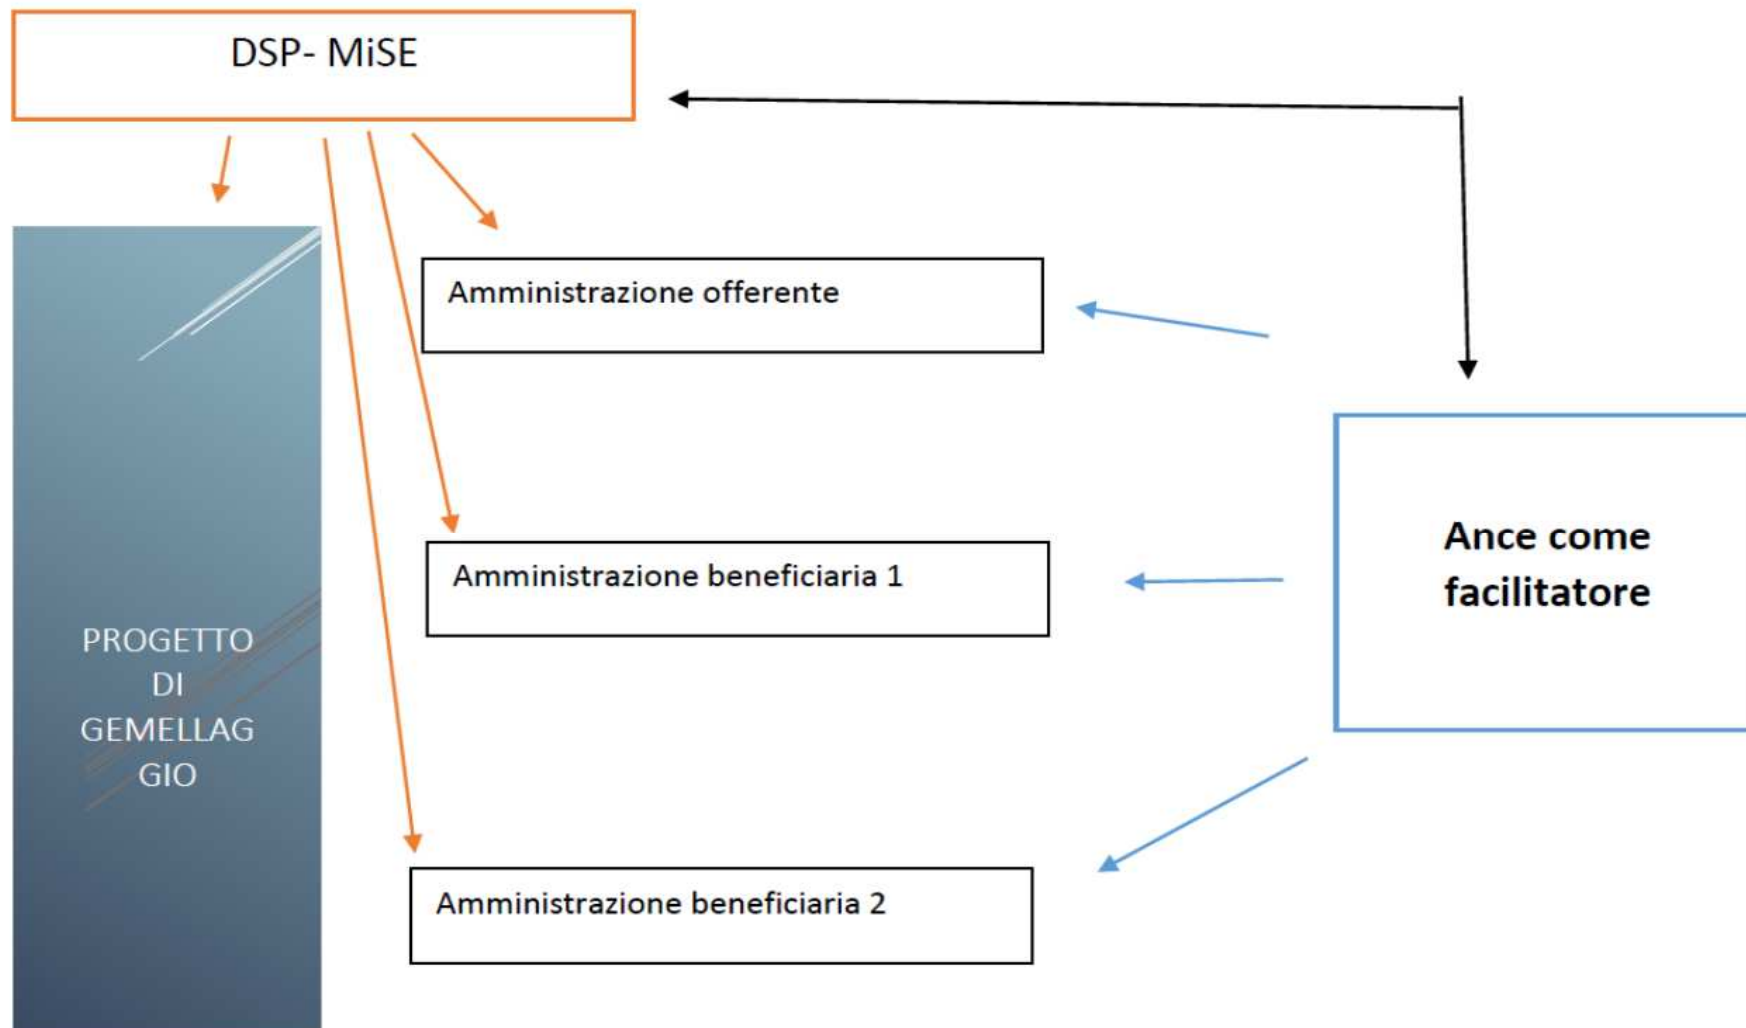 DSP- MiSE
Amministrazione offerente
Amministrazione beneficiaria 1
Ance come
facilitatore
PROGETTO
DI
GEMELLAG
GIO
Amministrazione beneficiaria 2